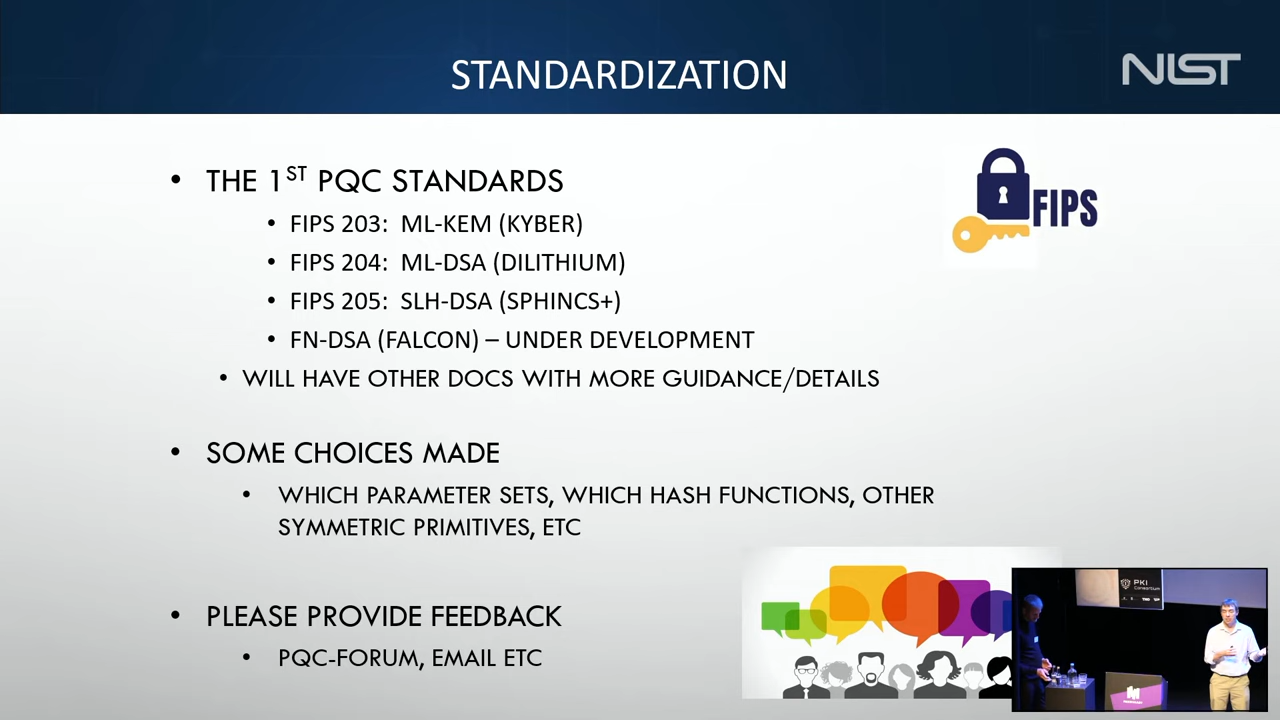 STANDARDIZATION
NIST
• THE 1ST PQC STANDARDS
• FIPS 203: ML-KEM (KYBER)
• FIPS 204: ML-DSA (DILITHIUM)
• FIPS 205: SLH-DSA (SPHINCS+)
• FN-DSA (FALCON) – UNDER DEVELOPMENT
• WILL HAVE OTHER DOCS WITH MORE GUIDANCE/DETAILS
FIPS
• SOME CHOICES MADE
• WHICH PARAMETER SETS, WHICH HASH FUNCTIONS, OTHER
SYMMETRIC PRIMITIVES, ETC
• PLEASE PROVIDE FEEDBACK
• PQC-FORUM, EMAIL ETC
PKI
Consortium